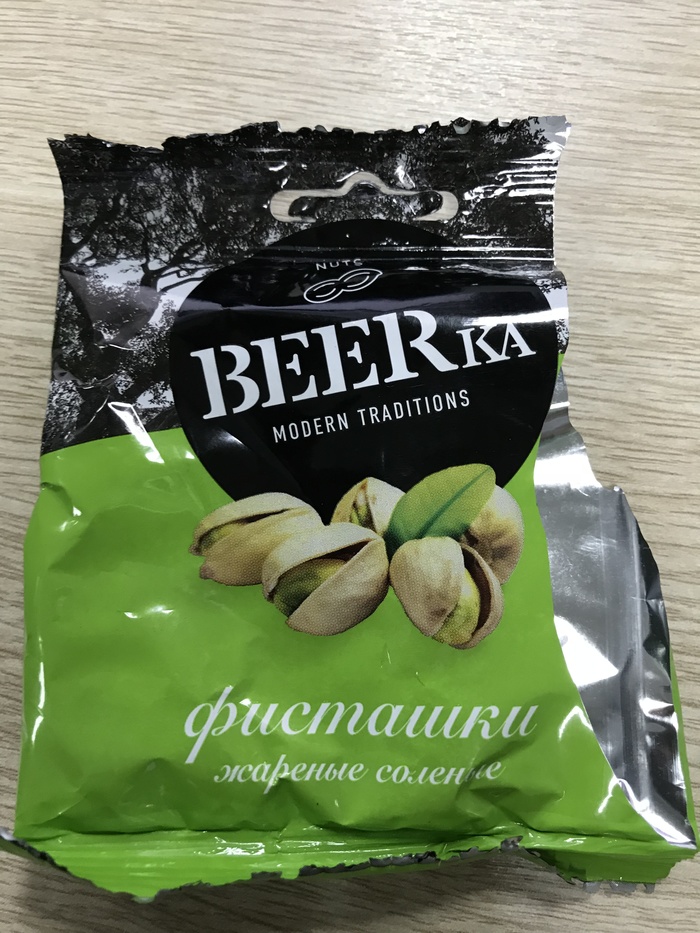 NUTS
BEERKA
MODERN TRADITIONS
фисташки
жареные соленые